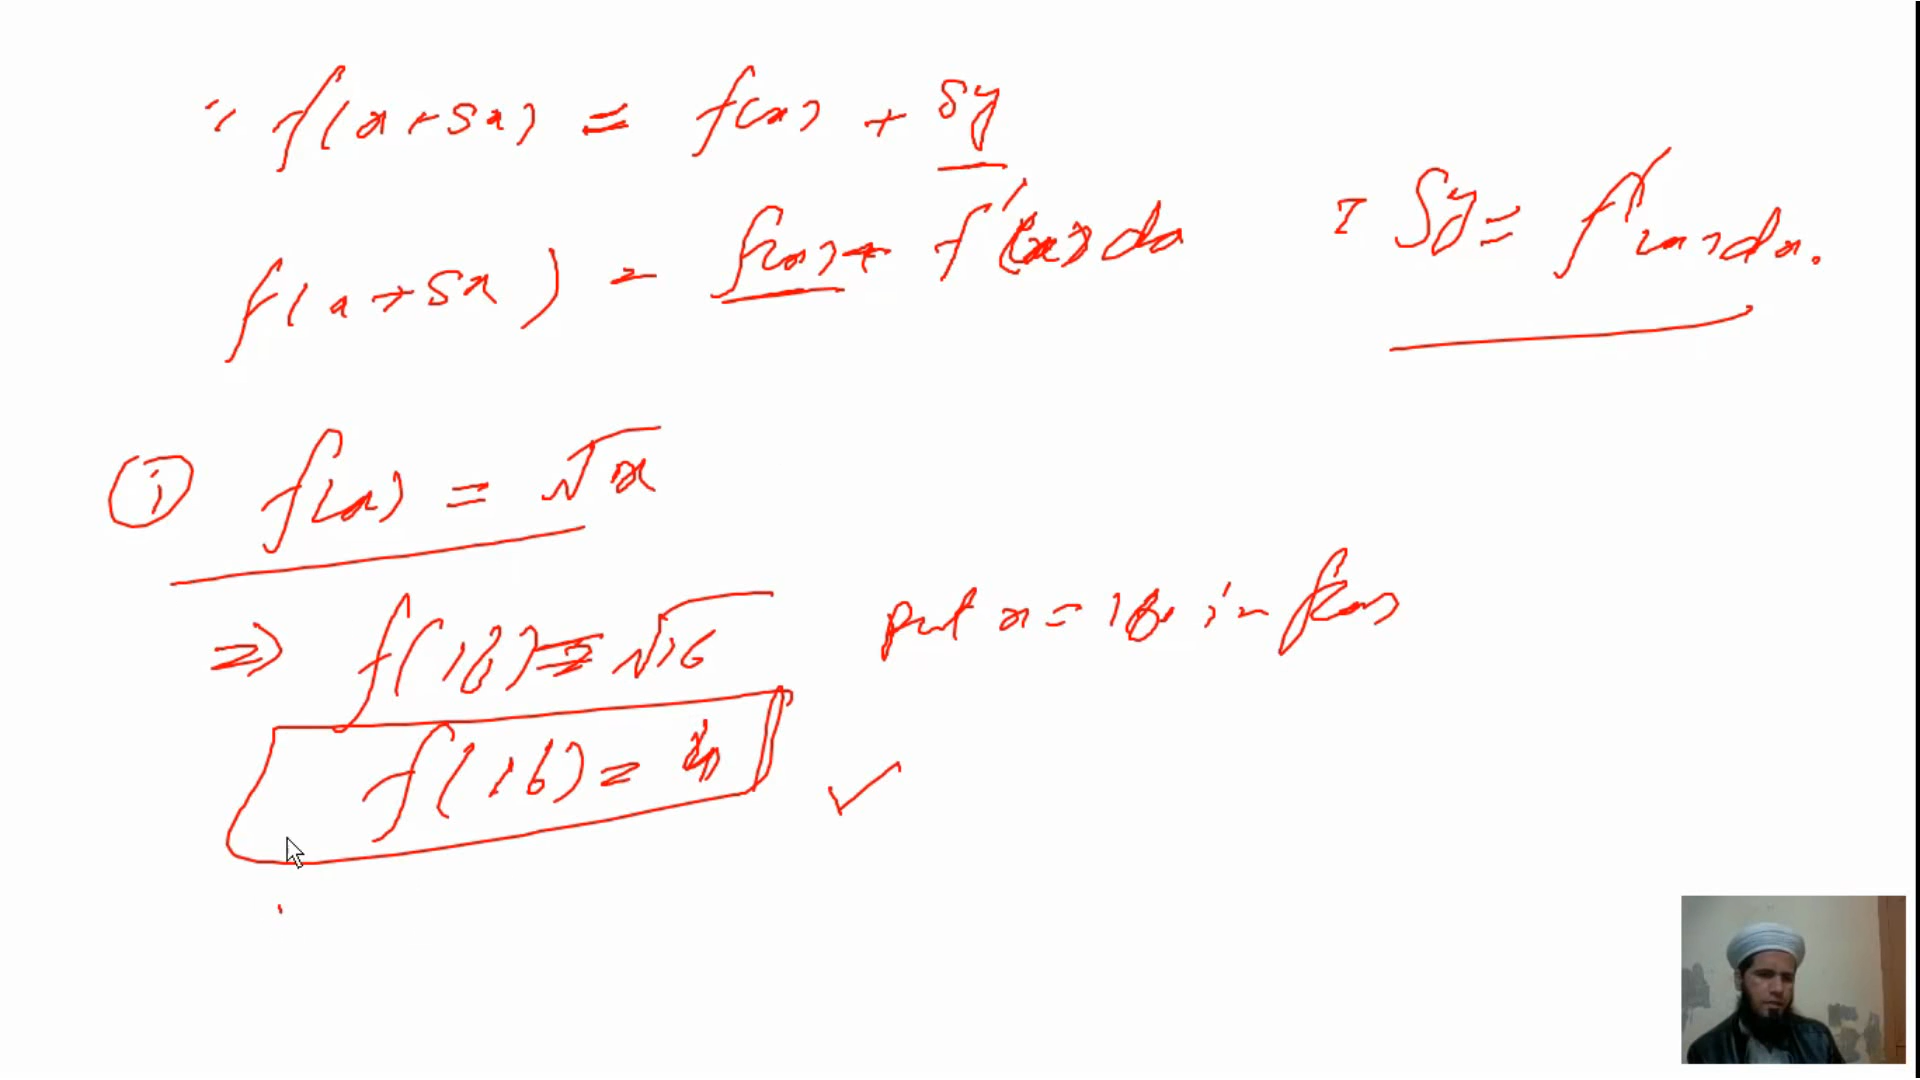 ∵ f(x+δx) = f(x) + δy
f(x+δx) = f(x) + f'(x) dx
∵ δy = f'(x) dx.
(i) f(x) = √x
⇒ f(16) = √16 put x = 16 in f(x)
f(16) = 4 ✓